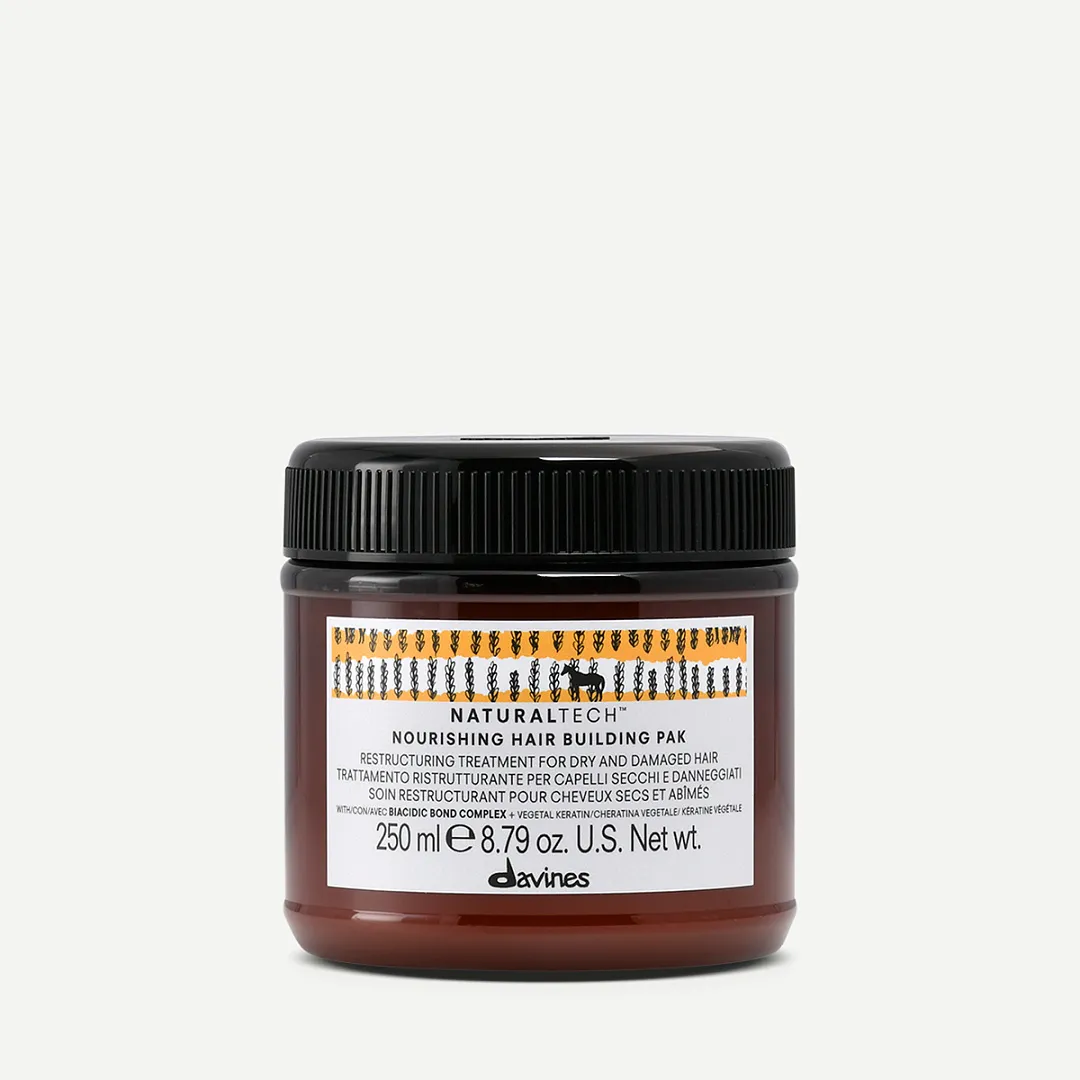 NATURALTECH™
NOURISHING HAIR BUILDING PAK
RESTRUCTURING TREATMENT FOR DRY AND DAMAGED HAIR
TRATTAMENTO RISTRUTTURANTE PER CAPELLI SECCHI E DANNEGGIATI
SOIN RESTRUCTURANT POUR CHEVEUX SECS ET ABÎMÉS
WITH/CON/AVEC BIACIDIC BOND COMPLEX + VEGETAL KERATIN/CHERATINA VEGETALE/ KÉRATINE VÉGÉTALE
250 ml ℮ 8.79 oz. U.S. Net wt.
davines